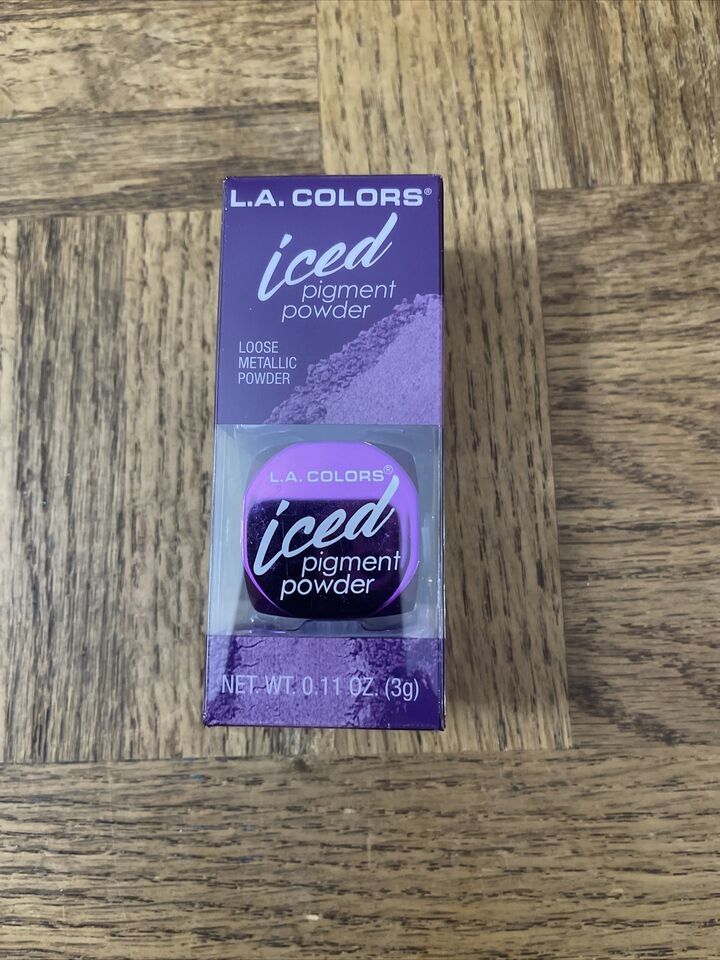 L.A. COLORS®
iced
pigment
powder
LOOSE
METALLIC
POWDER
L.A. COLORS®
iced
pigment
powder
NET. WT. 0.11 OZ. (3g)